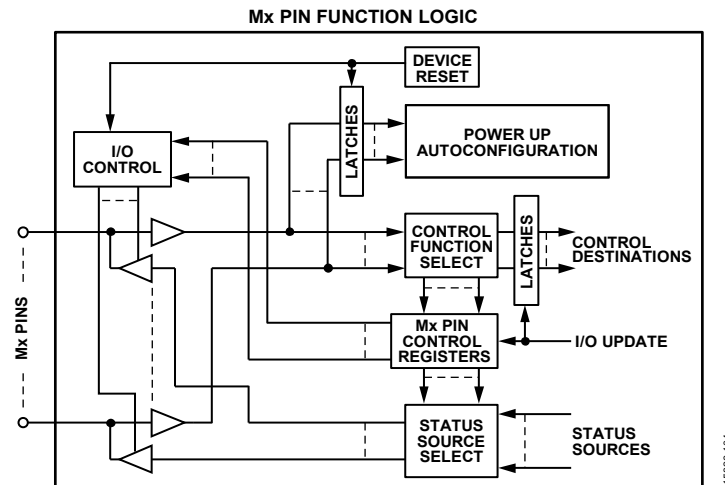 Mx PIN FUNCTION LOGIC
DEVICE
RESET
LATCHES
I/O
CONTROL
POWER UP
AUTOCONFIGURATION
CONTROL
FUNCTION
SELECT
LATCHES
CONTROL
DESTINATIONS
Mx PINS
Mx PIN
CONTROL
REGISTERS
I/O UPDATE
STATUS
SOURCE
SELECT
STATUS
SOURCES